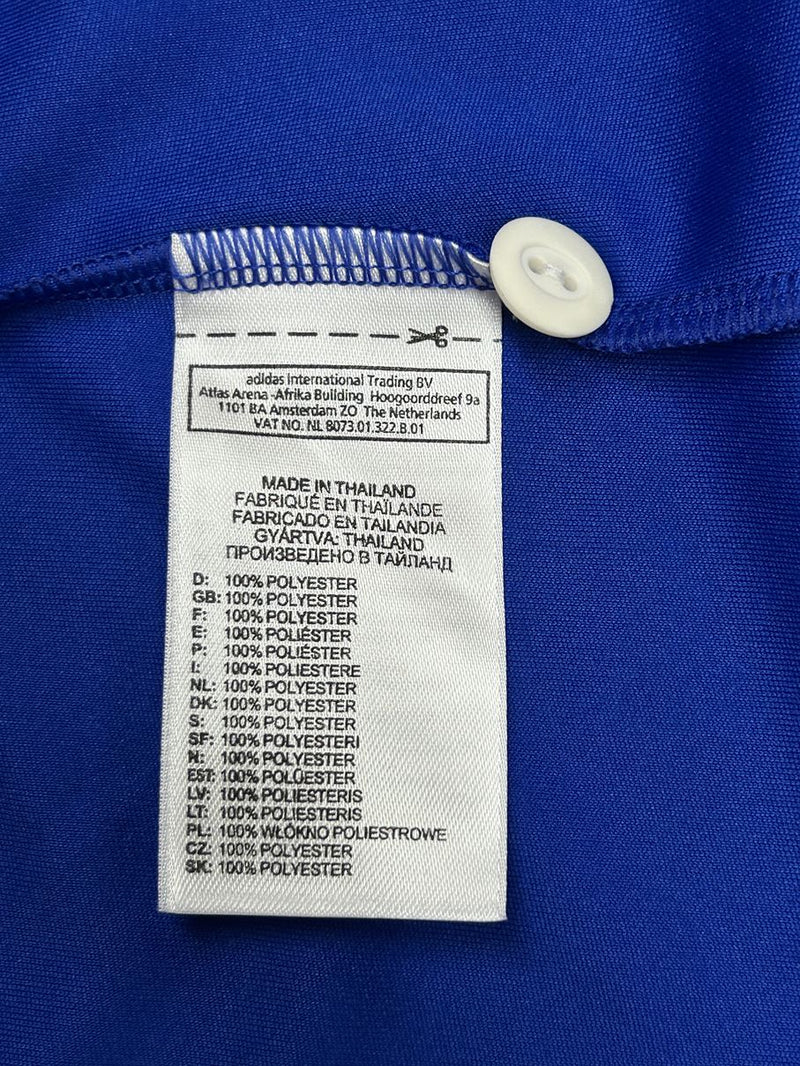 adidas International Trading BV
Atlas Arena -Afrika Building Hoogoorddreef 9a
1101 BA Amsterdam ZO The Netherlands
VAT NO. NL 8073.01.322.B.01
MADE IN THAILAND
FABRIQUÉ EN THAÏLANDE
FABRICADO EN TAILANDIA
GYÁRTVA: THAILAND
ПРОИЗВЕДЕНО В ТАЙЛАНД
D: 100% POLYESTER
GB: 100% POLYESTER
F: 100% POLYESTER
E: 100% POLIÉSTER
P: 100% POLIÉSTER
I: 100% POLIESTERE
NL: 100% POLYESTER
DK: 100% POLYESTER
S: 100% POLYESTER
SF: 100% POLYESTERI
N: 100% POLYESTER
EST: 100% POLÜESTER
LV: 100% POLIESTERIS
LT: 100% POLIESTERIS
PL: 100% WŁÓKNO POLIESTROWE
CZ: 100% POLYESTER
SK: 100% POLYESTER